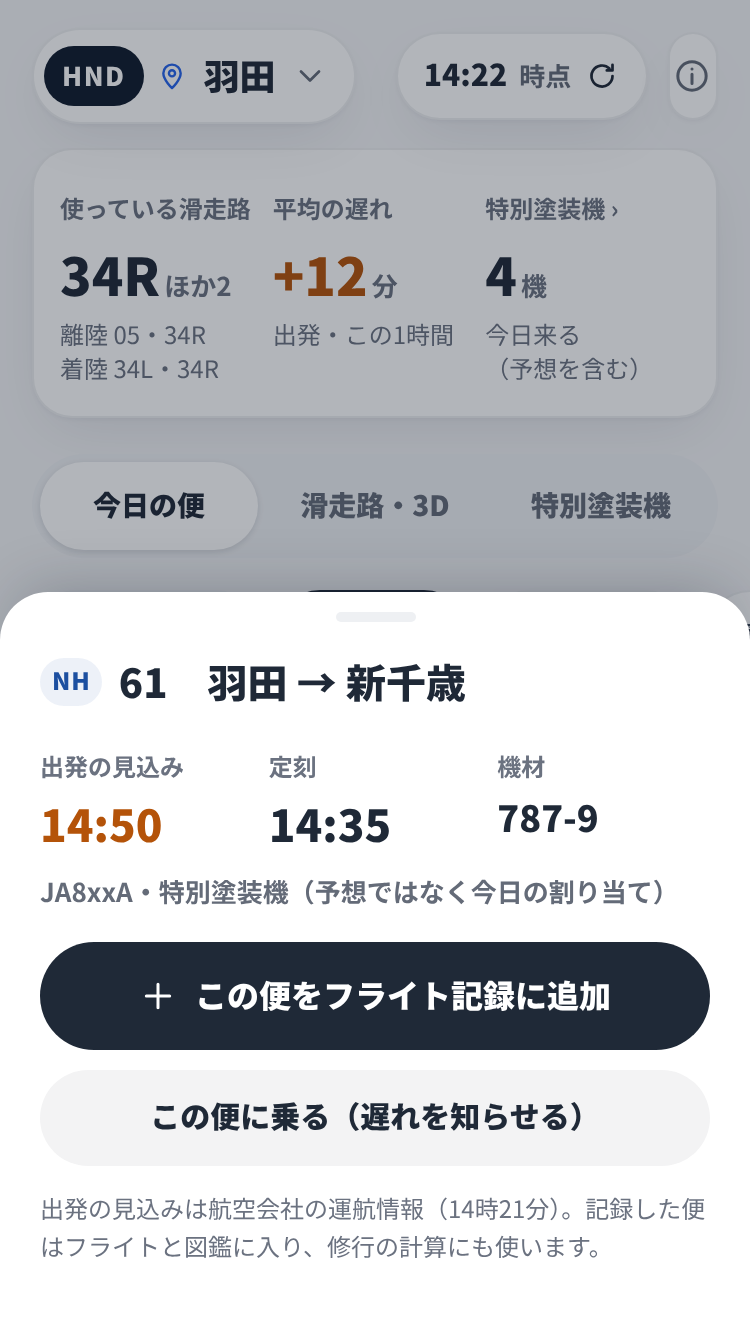 HND 羽田
14:22 時点
使っている滑走路 平均の遅れ 特別塗装機 ›
34R ほか2 +12 分 4 機
離陸 05・34R 出発・この1時間 今日来る
着陸 34L・34R （予想を含む）
今日の便 滑走路・3D 特別塗装機
NH 61 羽田 → 新千歳
出発の見込み 定刻 機材
14:50 14:35 787-9
JA8xxA・特別塗装機（予想ではなく今日の割り当て）
＋ この便をフライト記録に追加
この便に乗る（遅れを知らせる）
出発の見込みは航空会社の運航情報（14時21分）。記録した便
はフライトと図鑑に入り、修行の計算にも使います。